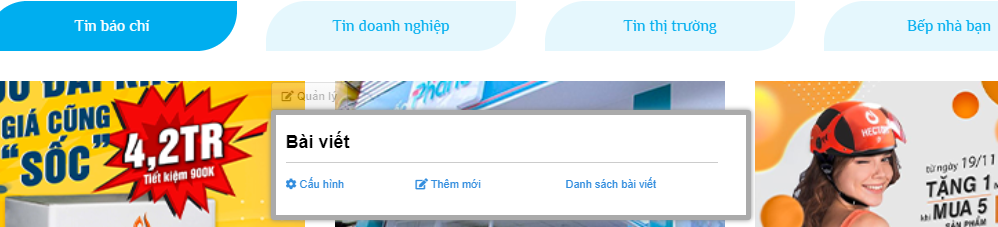 Tin báo chí
Tin doanh nghiệp
Tin thị trường
Bếp nhà bạn
GIÁ CŨNG
“SỐC”
4,2TR
Tiết kiệm 900K
Quản lý
Bài viết
Cấu hình
Thêm mới
Danh sách bài viết
từ ngày 19/11
TẶNG 1
khi MUA 5
SẢN PHẨM